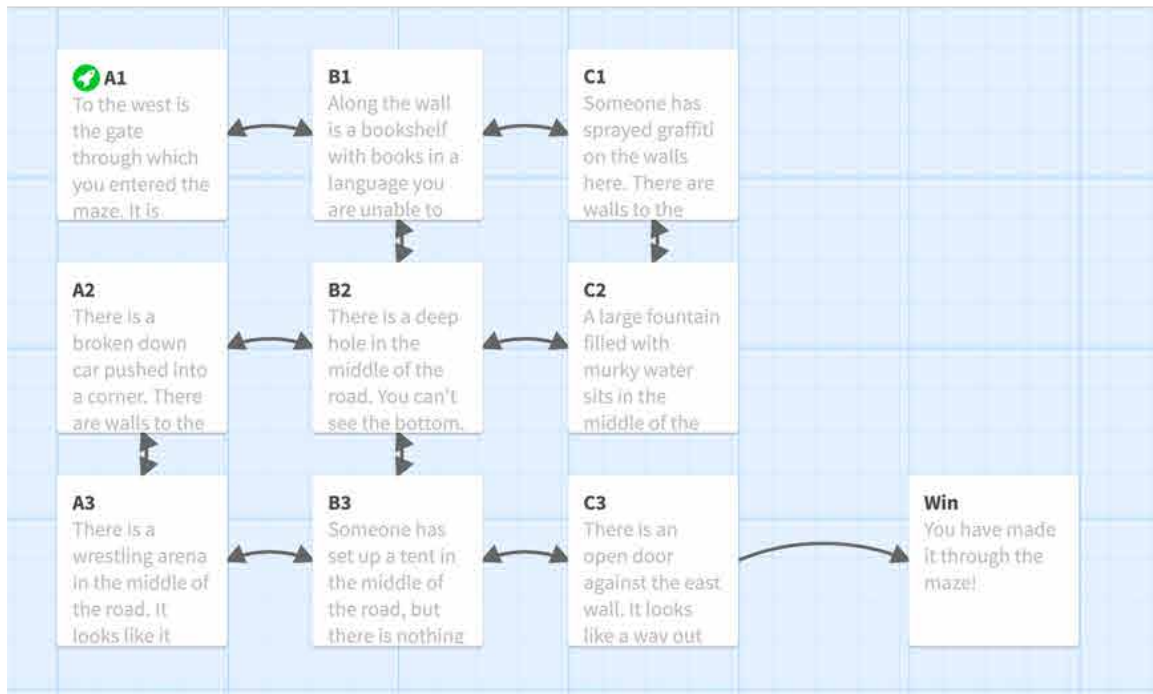 A1
To the west is
the gate
through which
you entered the
maze. It is
B1
Along the wall
is a bookshelf
with books in a
language you
are unable to
C1
Someone has
sprayed graffiti
on the walls
here. There are
walls to the
A2
There is a
broken down
car pushed into
a corner. There
are walls to the
B2
There is a deep
hole in the
middle of the
road. You can't
see the bottom.
C2
A large fountain
filled with
murky water
sits in the
middle of the
A3
There is a
wrestling arena
in the middle of
the road. It
looks like it
B3
Someone has
set up a tent in
the middle of
the road, but
there is nothing
C3
There is an
open door
against the east
wall. It looks
like a way out
Win
You have made
it through the
maze!